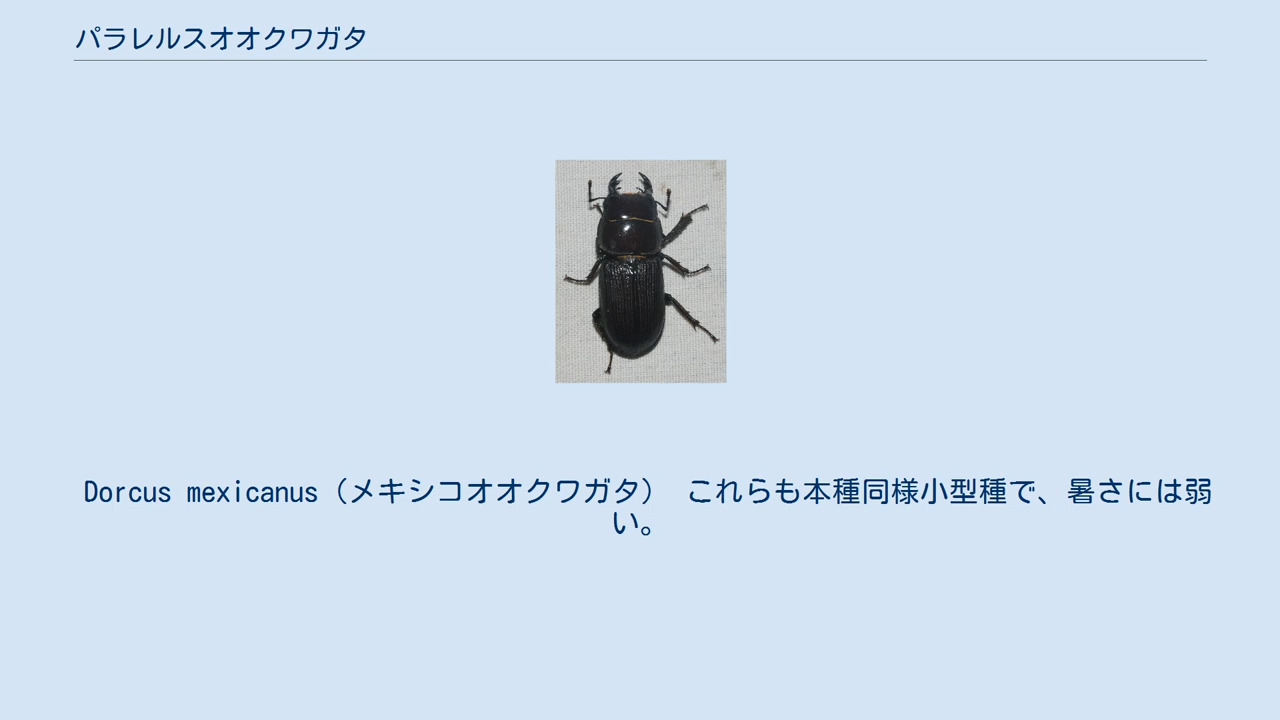 パラレルスオオクワガタ
Dorcus mexicanus（メキシコオオクワガタ） これらも本種同様小型種で、暑さには弱
い。